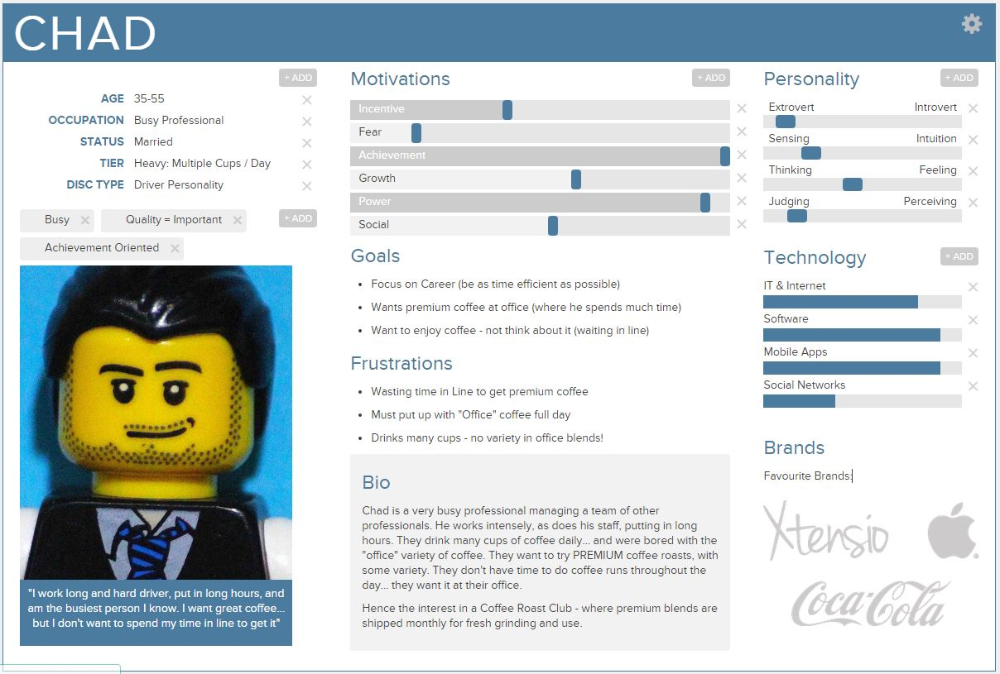 CHAD
+ ADD
AGE 35-55
OCCUPATION Busy Professional
STATUS Married
TIER Heavy: Multiple Cups / Day
DISC TYPE Driver Personality
Busy
Quality = Important
+ ADD
Achievement Oriented
"I work long and hard driver, put in long hours, and
am the busiest person I know. I want great coffee...
but I don't want to spend my time in line to get it"
Motivations
+ ADD
Incentive
Fear
Achievement
Growth
Power
Social
Goals
Focus on Career (be as time efficient as possible)
Wants premium coffee at office (where he spends much time)
Want to enjoy coffee - not think about it (waiting in line)
Frustrations
Wasting time in Line to get premium coffee
Must put up with "Office" coffee full day
Drinks many cups - no variety in office blends!
Bio
Chad is a very busy professional managing a team of other
professionals. He works intensely, as does his staff, putting in long
hours. They drink many cups of coffee daily... and were bored with the
"office" variety of coffee. They want to try PREMIUM coffee roasts, with
some variety. They don't have time to do coffee runs throughout the
day... they want it at their office.
Hence the interest in a Coffee Roast Club - where premium blends are
shipped monthly for fresh grinding and use.
Personality
+ ADD
Extrovert Introvert
Sensing Intuition
Thinking Feeling
Judging Perceiving
Technology
+ ADD
IT & Internet
Software
Mobile Apps
Social Networks
Brands
Favourite Brands:
Xtensio
Coca-Cola